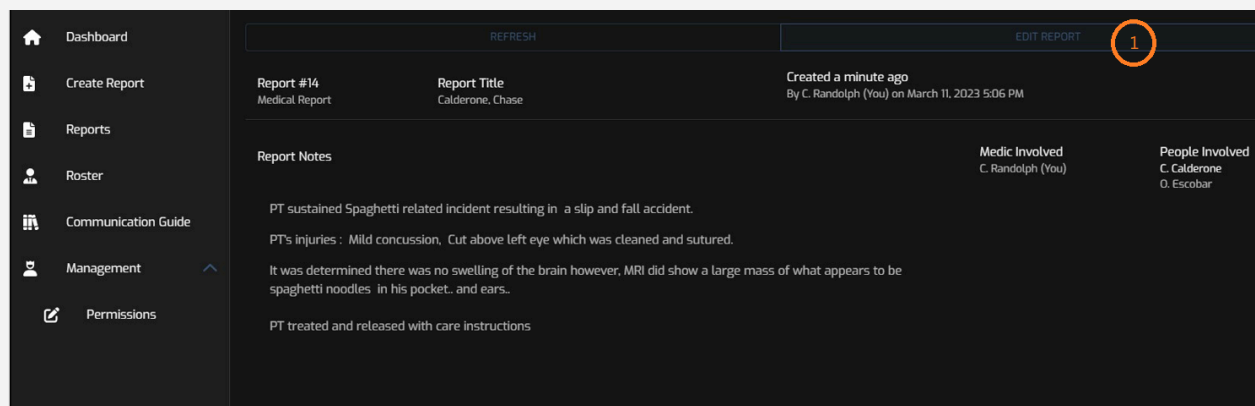 Dashboard
Create Report
Reports
Roster
Communication Guide
Management
Permissions
REFRESH
EDIT REPORT
1
Report #14
Medical Report
Report Title
Calderone, Chase
Created a minute ago
By C. Randolph (You) on March 11, 2023 5:06 PM
Report Notes
PT sustained Spaghetti related incident resulting in a slip and fall accident.
PT's injuries : Mild concussion, Cut above left eye which was cleaned and sutured.
It was determined there was no swelling of the brain however, MRI did show a large mass of what appears to be
spaghetti noodles in his pocket.. and ears..
PT treated and released with care instructions
Medic Involved
C. Randolph (You)
People Involved
C. Calderone
O. Escobar